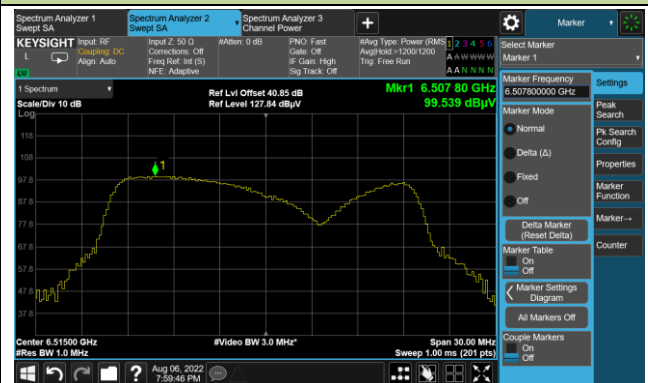 Spectrum Analyzer 1
Swept SA
Spectrum Analyzer 2
Swept SA
Spectrum Analyzer 3
Channel Power
+
Marker
KEYSIGHT
L
Input: RF
Coupling: DC
Align: Auto
Input Z: 50 Ω
Corrections: Off
Freq Ref: Int (S)
NFE: Adaptive
#Atten: 0 dB
PNO: Fast
Gate: Off
IF Gain: High
Sig Track: Off
#Avg Type: Power (RMS
Avg|Hold:>1200/1200
Trig: Free Run
1 2 3 4 5 6
A A W W W W
A A N N N N
Select Marker
Marker 1
1 Spectrum
Scale/Div 10 dB
Ref Lvl Offset 40.85 dB
Ref Level 127.84 dBµV
Mkr1 6.507 80 GHz
99.539 dBµV
Log
118
108
97.8
87.8
77.8
67.8
57.8
47.8
37.8
1
Center 6.51500 GHz
#Res BW 1.0 MHz
#Video BW 3.0 MHz*
Span 30.00 MHz
Sweep 1.00 ms (201 pts)
Marker Frequency
6.507800000 GHz
Marker Mode
Normal
Delta (Δ)
Fixed
Off
Delta Marker
(Reset Delta)
Marker Table
On
Off
Marker Settings
Diagram
All Markers Off
Couple Markers
On
Off
Settings
Peak
Search
Pk Search
Config
Properties
Marker
Function
Marker→
Counter
?
Aug 06, 2022
7:59:46 PM